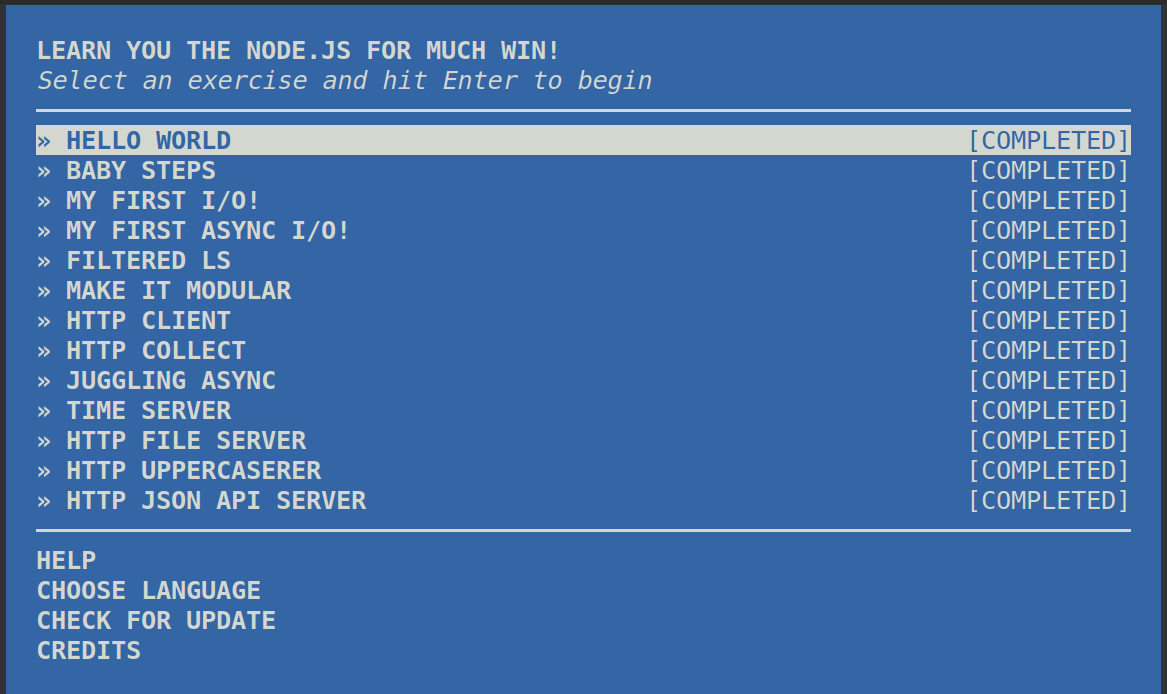 LEARN YOU THE NODE.JS FOR MUCH WIN!
Select an exercise and hit Enter to begin
» HELLO WORLD [COMPLETED]
» BABY STEPS [COMPLETED]
» MY FIRST I/O! [COMPLETED]
» MY FIRST ASYNC I/O! [COMPLETED]
» FILTERED LS [COMPLETED]
» MAKE IT MODULAR [COMPLETED]
» HTTP CLIENT [COMPLETED]
» HTTP COLLECT [COMPLETED]
» JUGGLING ASYNC [COMPLETED]
» TIME SERVER [COMPLETED]
» HTTP FILE SERVER [COMPLETED]
» HTTP UPPERCASERER [COMPLETED]
» HTTP JSON API SERVER [COMPLETED]
HELP
CHOOSE LANGUAGE
CHECK FOR UPDATE
CREDITS